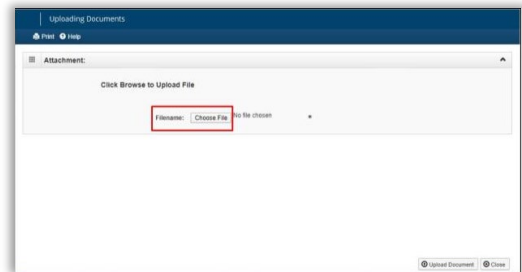 Uploading Documents
Print Help
Attachment:
Click Browse to Upload File
Filename: Choose File No file chosen *
Upload Document Close